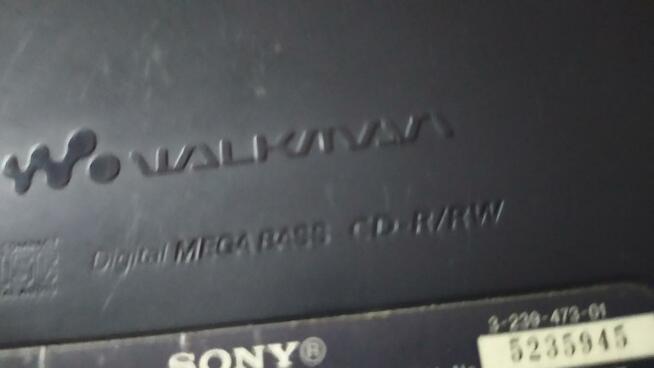 WALKMAN
Digital MEGA BASS CD-R/RW
3-239-473-01
SONY® 5235945